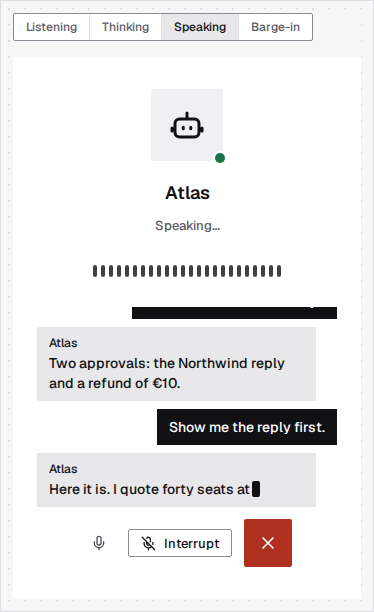 Listening
Thinking
Speaking
Barge-in
Atlas
Speaking...
Atlas
Two approvals: the Northwind reply
and a refund of €10.
Show me the reply first.
Atlas
Here it is. I quote forty seats at
Interrupt